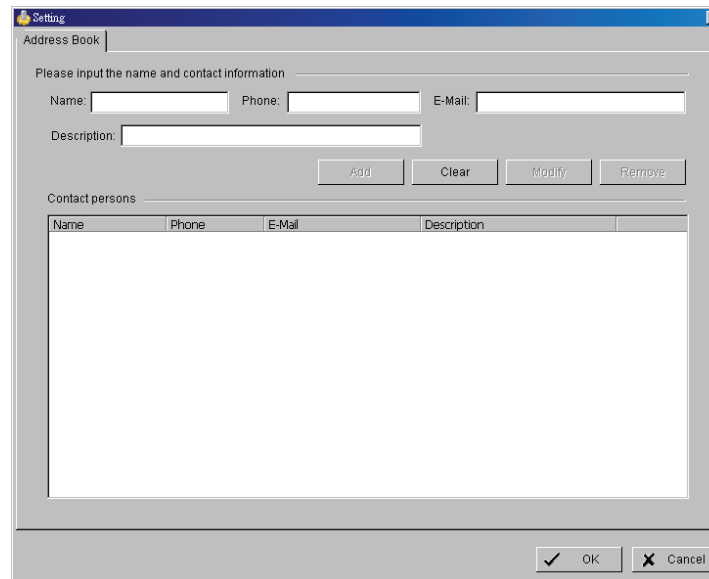 Setting
Address Book
Please input the name and contact information
Name: Phone: E-Mail:
Description:
Add Clear Modify Remove
Contact persons
Name Phone E-Mail Description
OK Cancel